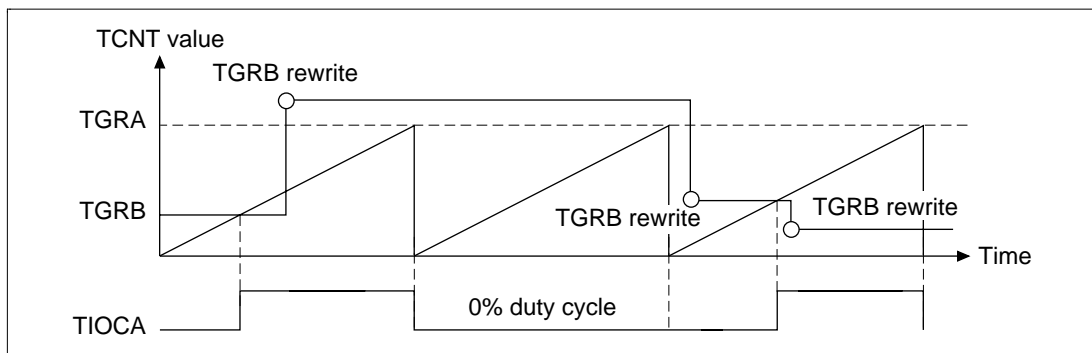 TCNT value
TGRB rewrite
TGRA
TGRB
TGRB rewrite
TGRB rewrite
Time
0% duty cycle
TIOCA